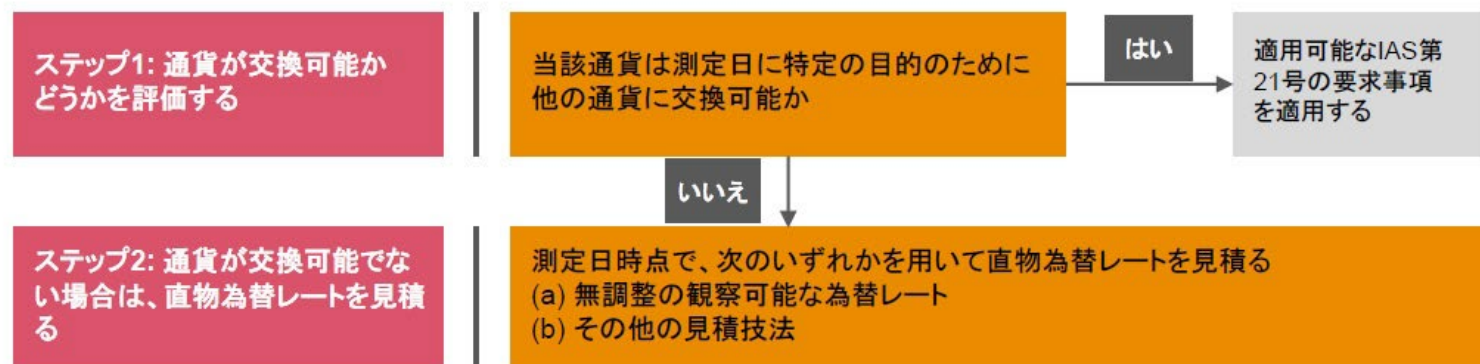 ステップ1: 通貨が交換可能か
どうかを評価する
当該通貨は測定日に特定の目的のために
他の通貨に交換可能か
はい
適用可能なIAS第
21号の要求事項
を適用する
いいえ
ステップ2: 通貨が交換可能でな
い場合は、直物為替レートを見積
る
測定日時点で、次のいずれかを用いて直物為替レートを見積る
(a) 無調整の観察可能な為替レート
(b) その他の見積技法